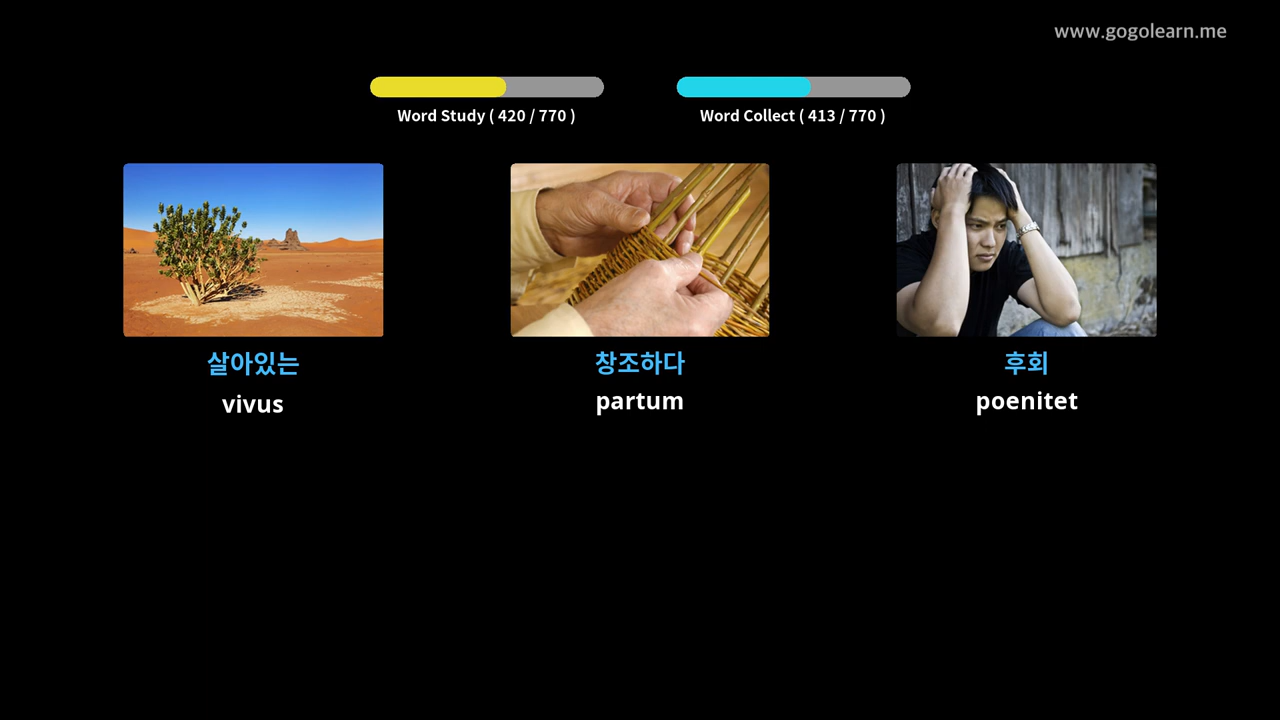 www.gogolearn.me
Word Study ( 420 / 770 )
Word Collect ( 413 / 770 )
살아있는
vivus
창조하다
partum
후회
poenitet